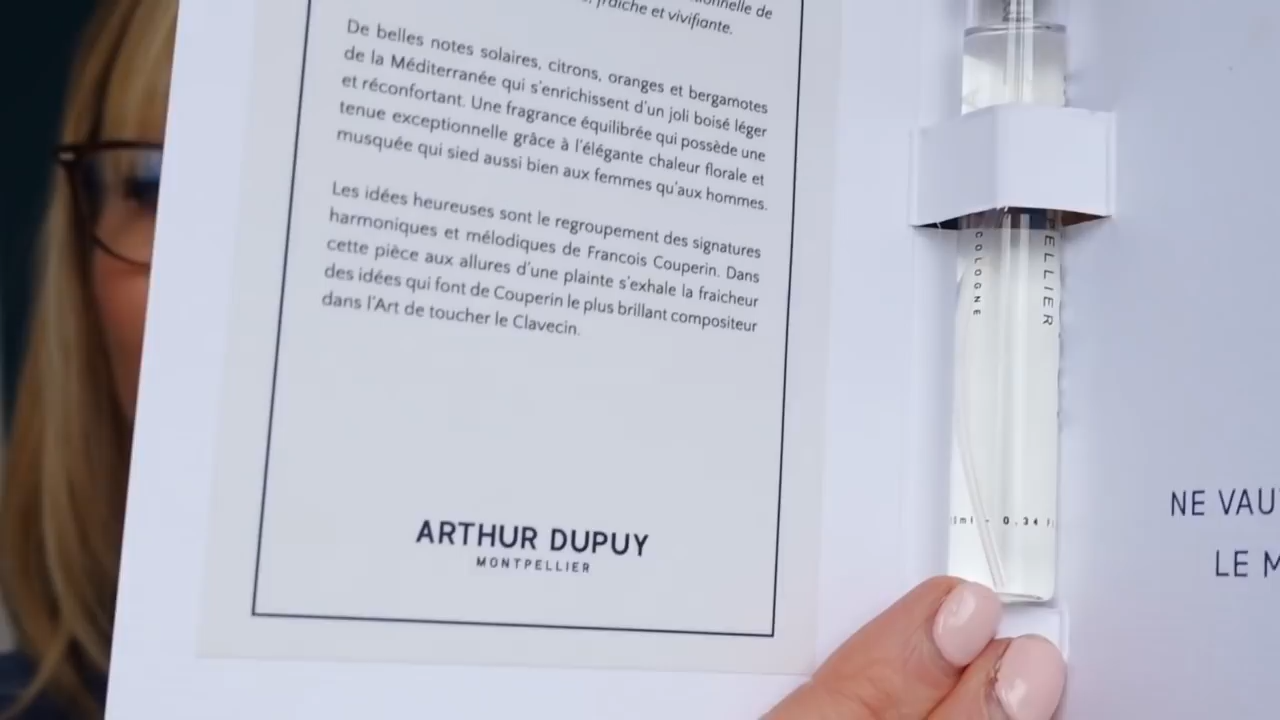 de
fraîche et vivifiante.
De belles notes solaires, citrons, oranges et bergamotes
de la Méditerranée qui s'enrichissent d'un joli boisé léger
et réconfortant. Une fragrance équilibrée qui possède une
tenue exceptionnelle grâce à l'élégante chaleur florale et
musquée qui sied aussi bien aux femmes qu'aux hommes.
Les idées heureuses sont le regroupement des signatures
harmoniques et mélodiques de Francois Couperin. Dans
cette pièce aux allures d'une plainte s'exhale la fraicheur
des idées qui font de Couperin le plus brillant compositeur
dans l'Art de toucher le Clavecin.
ARTHUR DUPUY
MONTPELLIER
ELLIER
COLOGNE
ml - 0.34
NE VAU
LE M